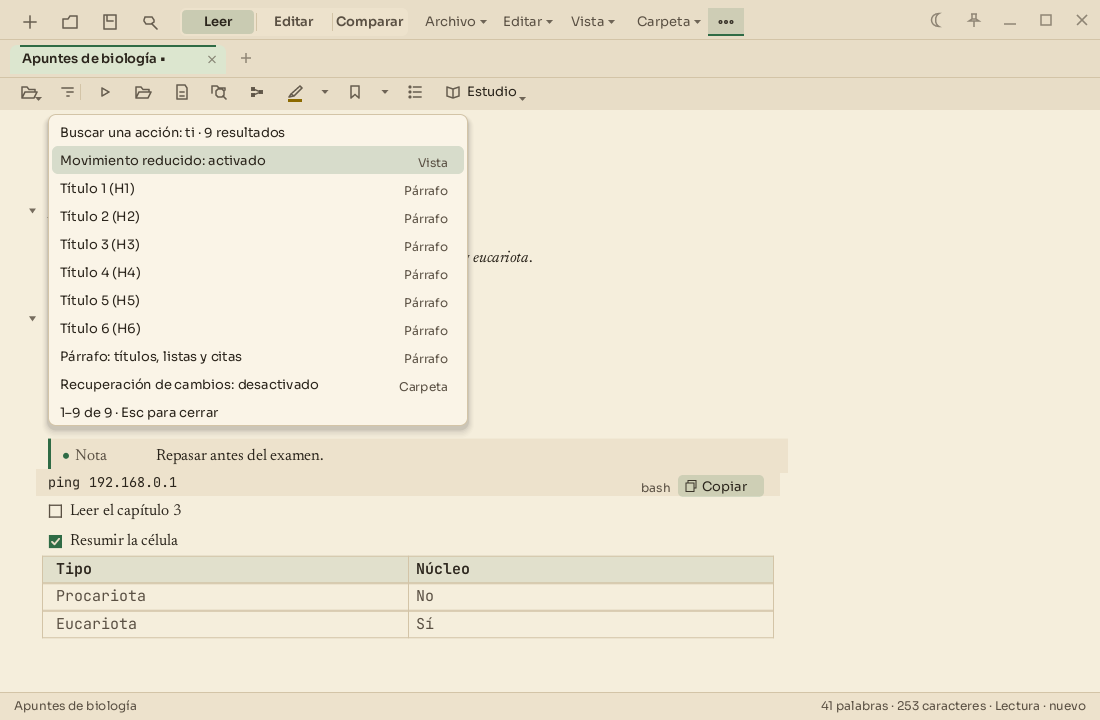 Leer Editar Comparar Archivo Editar Vista Carpeta
Apuntes de biología
Estudio
Buscar una acción: ti · 9 resultados
Movimiento reducido: activado Vista
Título 1 (H1) Párrafo
Título 2 (H2) Párrafo
Título 3 (H3) Párrafo
y eucariota.
Título 4 (H4) Párrafo
Título 5 (H5) Párrafo
Título 6 (H6) Párrafo
Párrafo: títulos, listas y citas Párrafo
Recuperación de cambios: desactivado Carpeta
1–9 de 9 · Esc para cerrar
Nota Repasar antes del examen.
ping 192.168.0.1 bash Copiar
Leer el capítulo 3
Resumir la célula
Tipo Núcleo
Procariota No
Eucariota Sí
Apuntes de biología 41 palabras · 253 caracteres · Lectura · nuevo